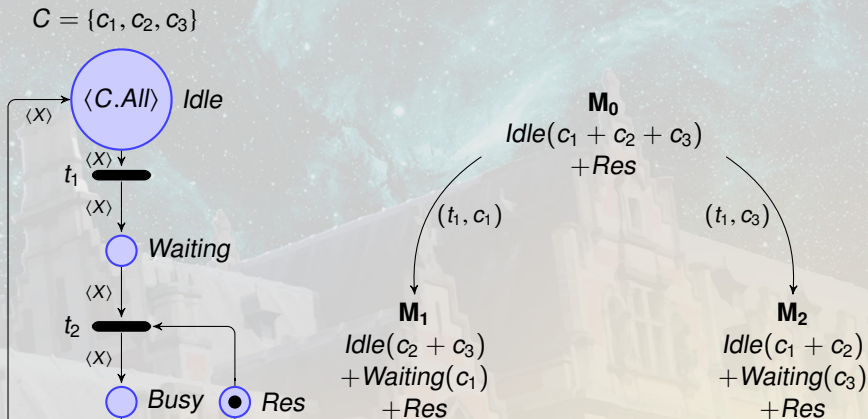 C = {c₁, c₂, c₃}
⟨C.All⟩ Idle
⟨X⟩
⟨X⟩
t₁
⟨X⟩
Waiting
⟨X⟩
t₂
⟨X⟩
Busy Res
M₀
Idle(c₁ + c₂ + c₃)
+Res
(t₁, c₁)
(t₁, c₃)
M₁
Idle(c₂ + c₃)
+Waiting(c₁)
+Res
M₂
Idle(c₁ + c₂)
+Waiting(c₃)
+Res